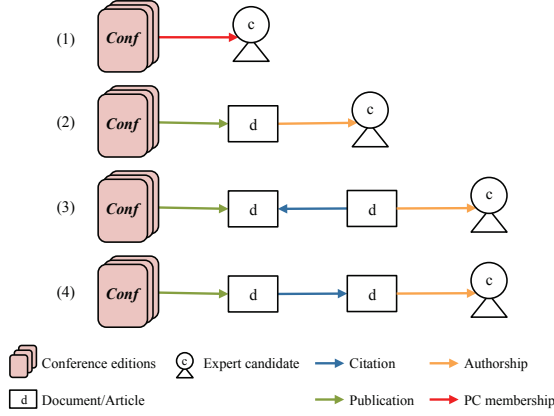 (1) Conf c
(2) Conf d c
(3) Conf d d c
(4) Conf d d c
Conference editions c Expert candidate Citation Authorship
d Document/Article Publication PC membership